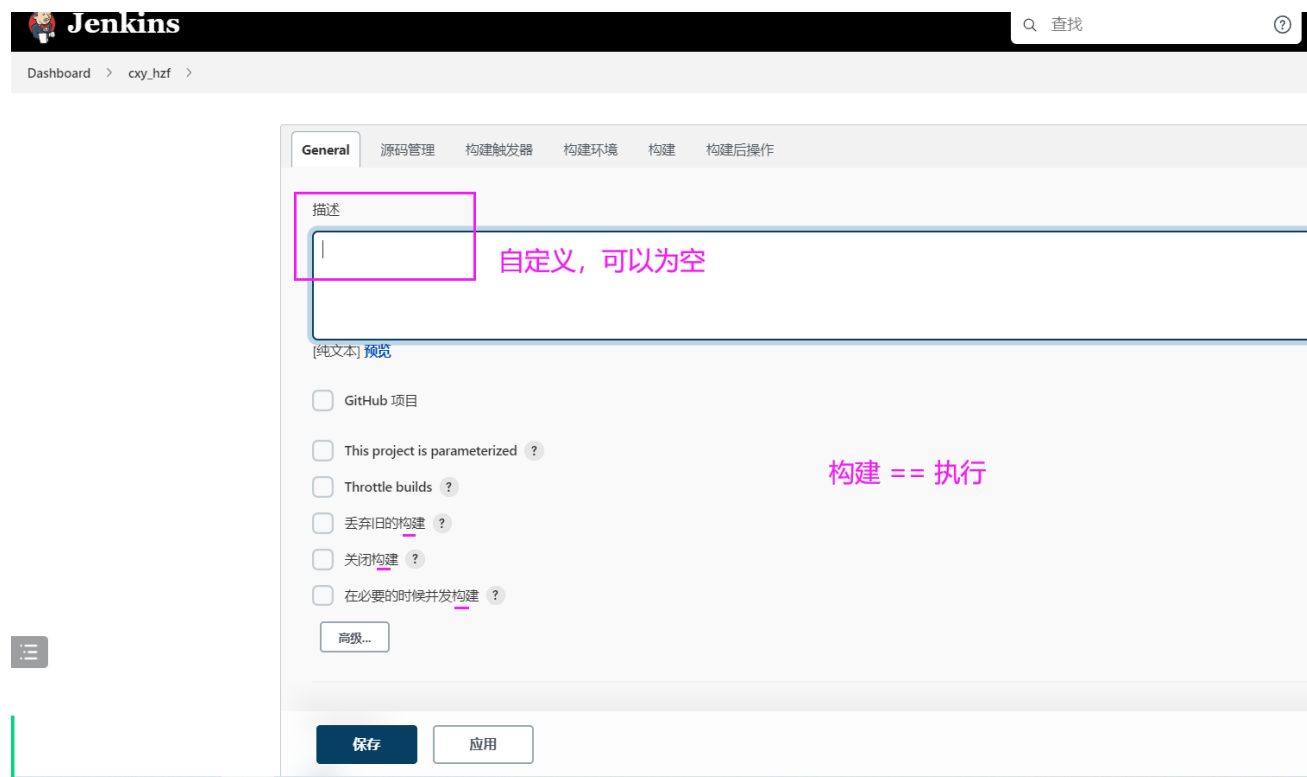 Jenkins
查找
Dashboard > cxy_hzf >
General 源码管理 构建触发器 构建环境 构建 构建后操作
描述
自定义，可以为空
[纯文本] 预览
GitHub 项目
This project is parameterized ?
构建 == 执行
Throttle builds ?
丢弃旧的构建 ?
关闭构建 ?
在必要的时候并发构建 ?
高级...
保存 应用